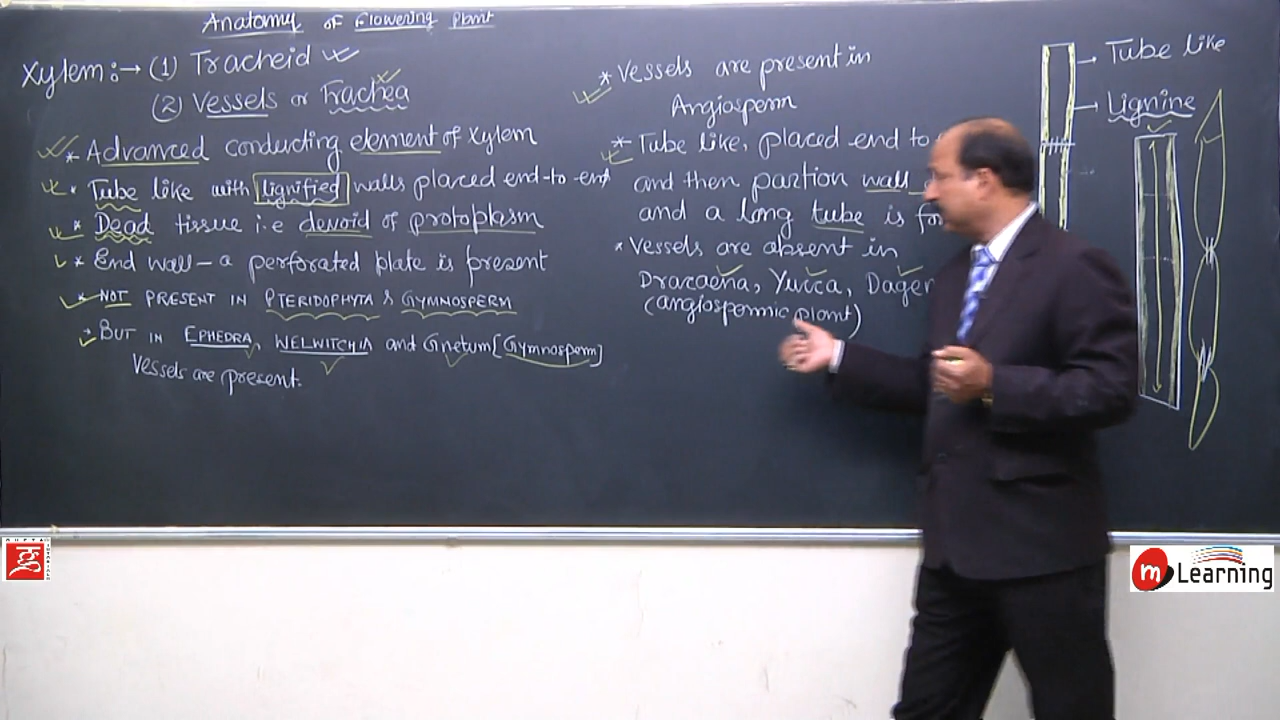 Anatomy of Flowering Plant
Xylem:→ (1) Tracheid
(2) Vessels or Trachea
* Advanced conducting element of Xylem
* Tube like with lignified walls placed end-to-end
* Dead tissue i.e devoid of protoplasm
* End wall - a perforated plate is present
* NOT PRESENT IN PTERIDOPHYTA & GYMNOSPERM
→ BUT IN EPHEDRA, WELWITCHIA and Gnetum [Gymnosperm]
Vessels are present.
* Vessels are present in
Angiosperm
* Tube like, placed end to
and then partion wall
and a long tube is for
* Vessels are absent in
Dracaena, Yucca, Dagen
(angiospermic plant)
→ Tube like
→ Lignine
m Learning